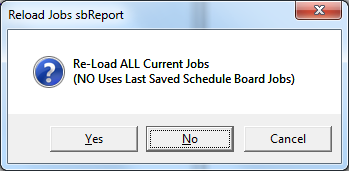 Reload Jobs sbReport
Re-Load ALL Current Jobs
(NO Uses Last Saved Schedule Board Jobs)
Yes
No
Cancel